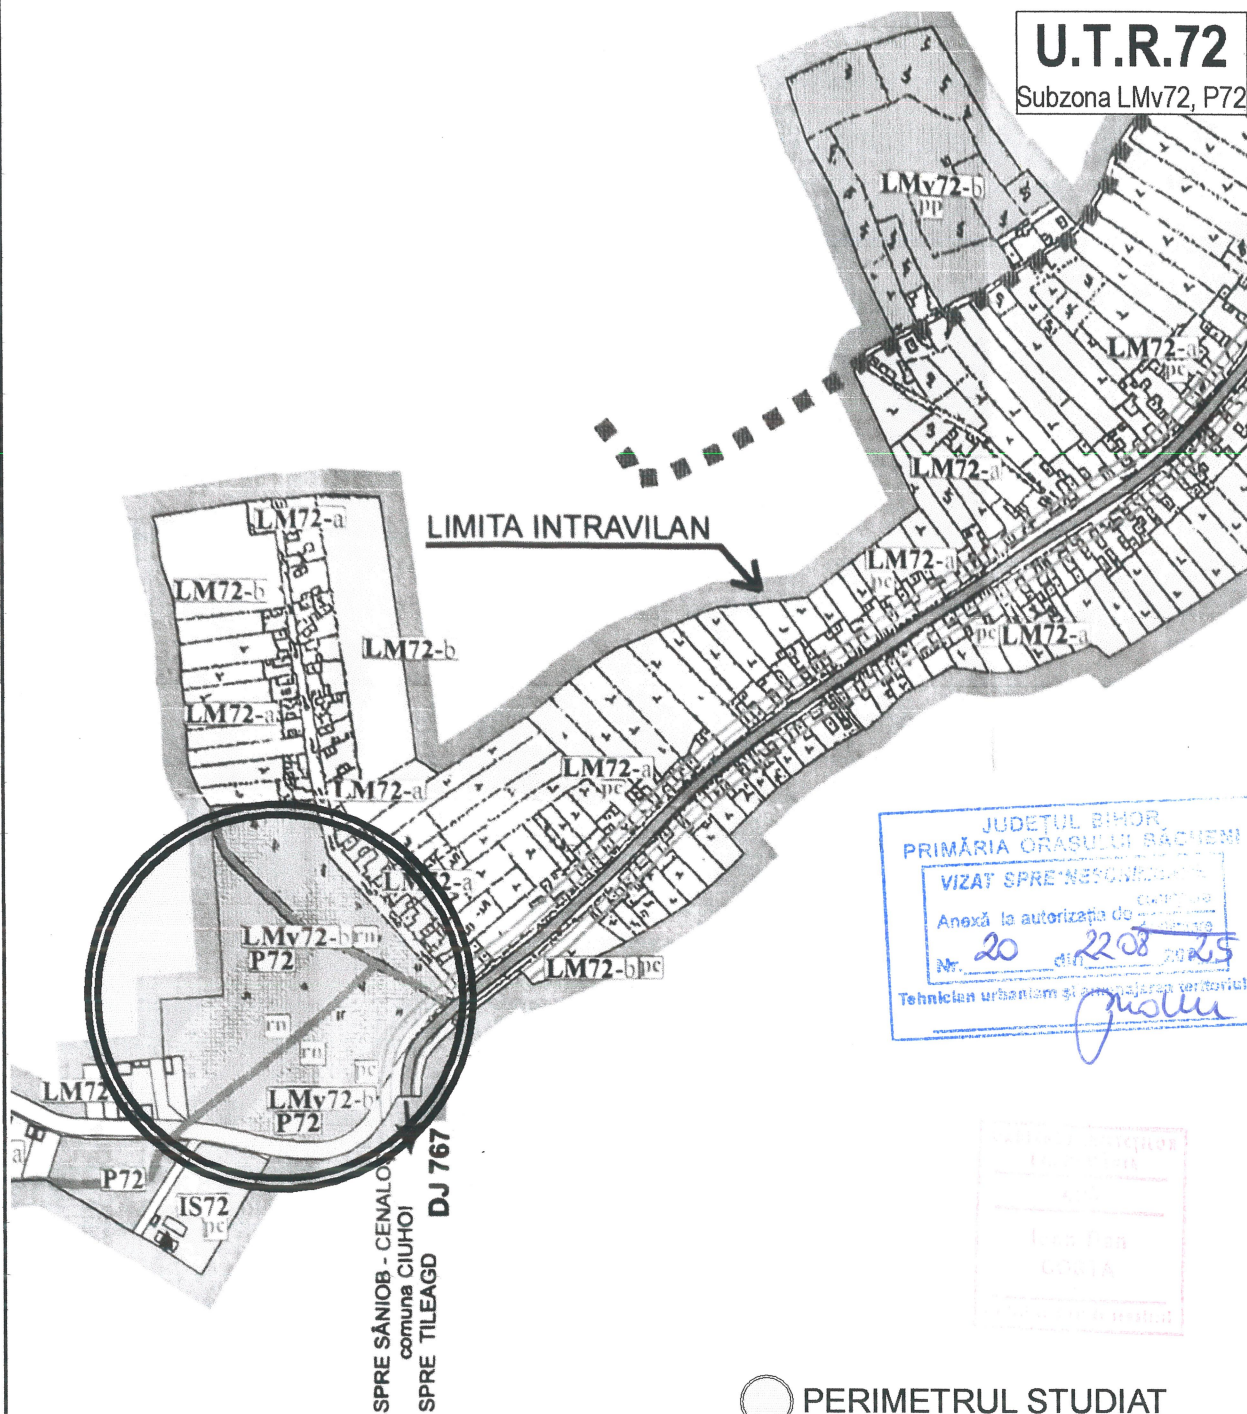 U.T.R.72
Subzona LMv72, P72
LMv72-b
pp
LM72-a
pc
LM72-a
LM72-a
pc
pc LM72-a
LIMITA INTRAVILAN
LM72-a
LM72-b
LM72-b
LM72-a
LM72-a
pc
LM72-a
LM72-a
LM72-b pc
LMv72-b rn
P72
rn
rn
pc
LMv72-b
P72
LM72
a
P72
IS72
pc
SPRE SÂNIOB - CENALOȘ
comuna CIUHOI
SPRE TILEAGD
DJ 767
JUDEȚUL BIHOR
PRIMĂRIA ORAȘULUI SĂCUENI
VIZAT SPRE
Anexă la autorizația de
Nr. 20 din 22 08 2025
Tehnician urbanism și amenajarea teritoriului
PERIMETRUL STUDIAT